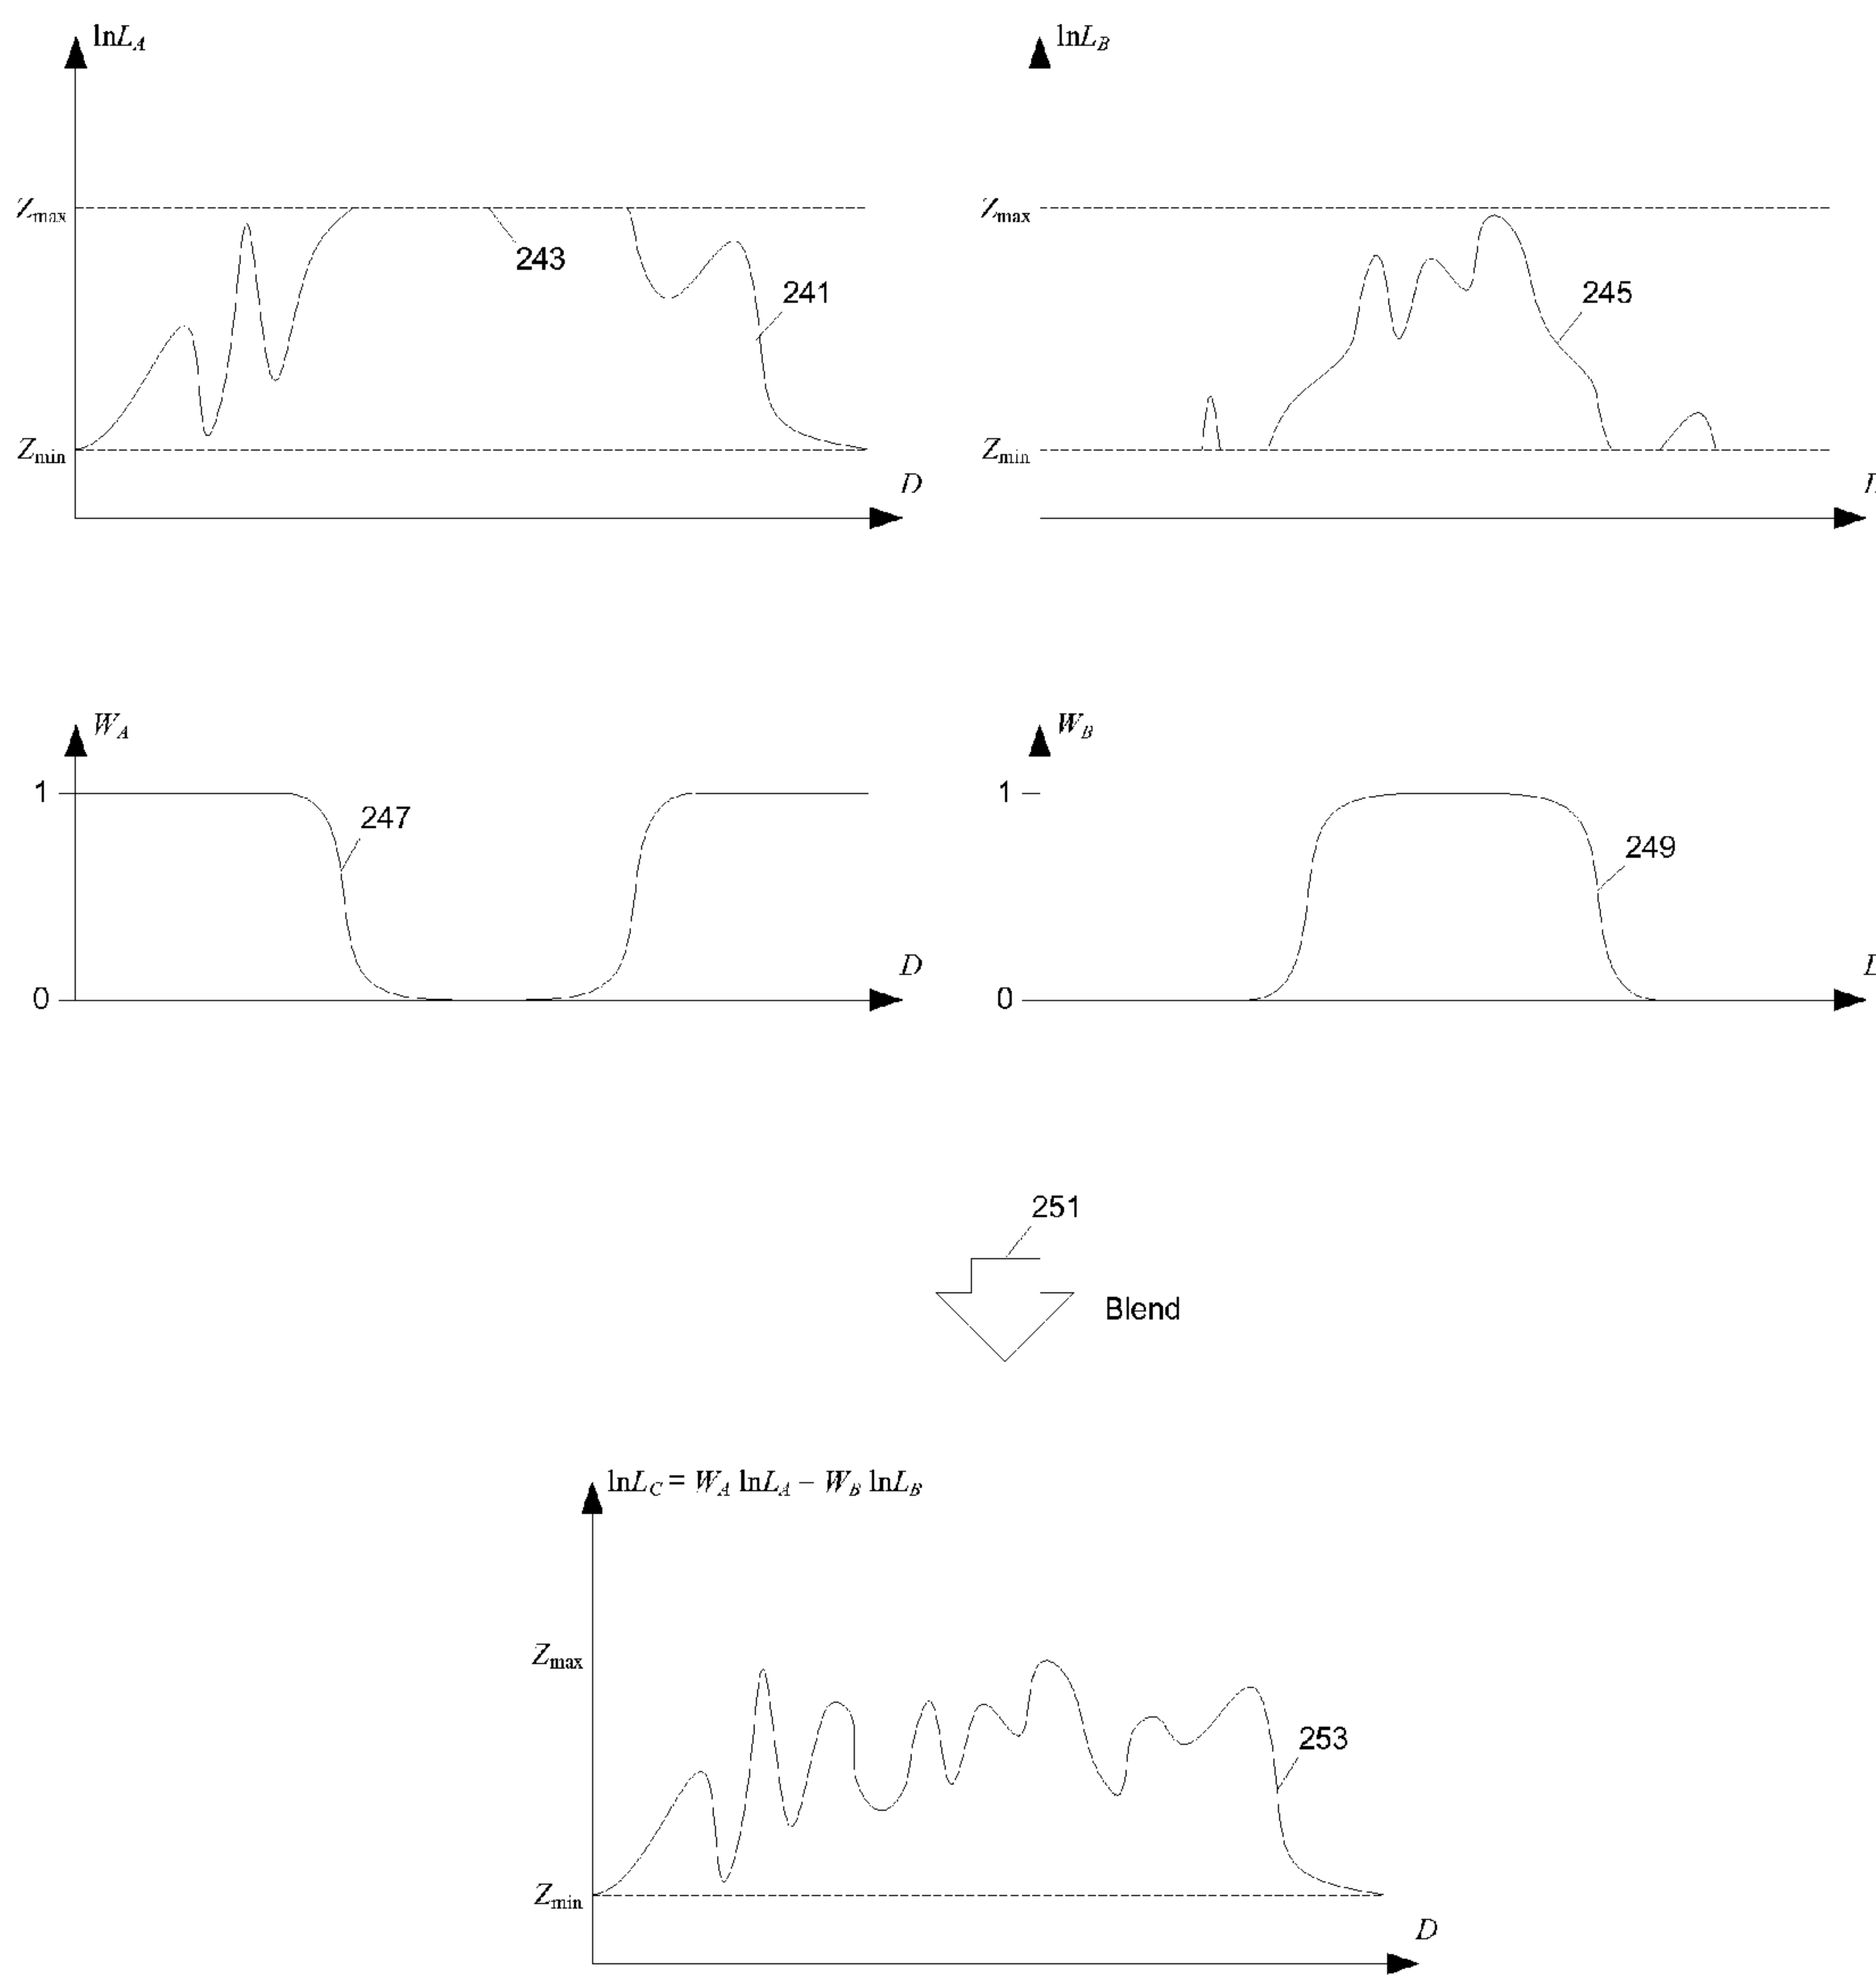 lnL_A
lnL_B
Z_max
Z_max
243
241
245
Z_min
Z_min
D
W_A
W_B
1
1
247
249
D
0
0
251
Blend
lnL_C = W_A lnL_A – W_B lnL_B
Z_max
253
Z_min
D